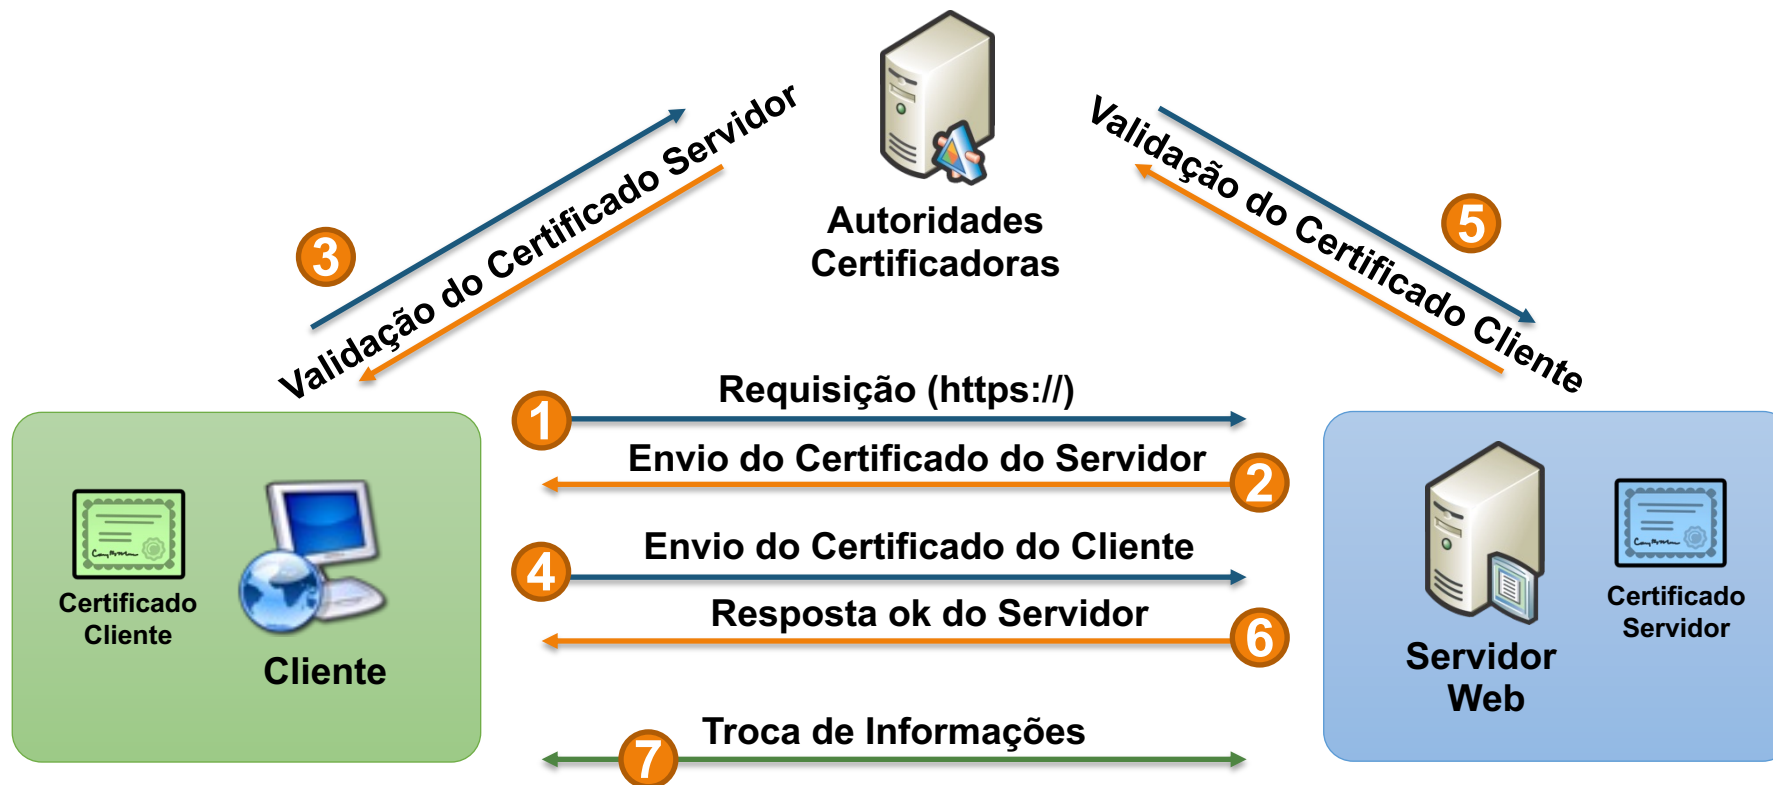 Validação do Certificado Servidor
3
Autoridades
Certificadoras
Validação do Certificado Cliente
5
Requisição (https://)
1
Envio do Certificado do Servidor
2
Envio do Certificado do Cliente
4
Resposta ok do Servidor
6
Troca de Informações
7
Certificado
Cliente
Cliente
Servidor
Web
Certificado
Servidor